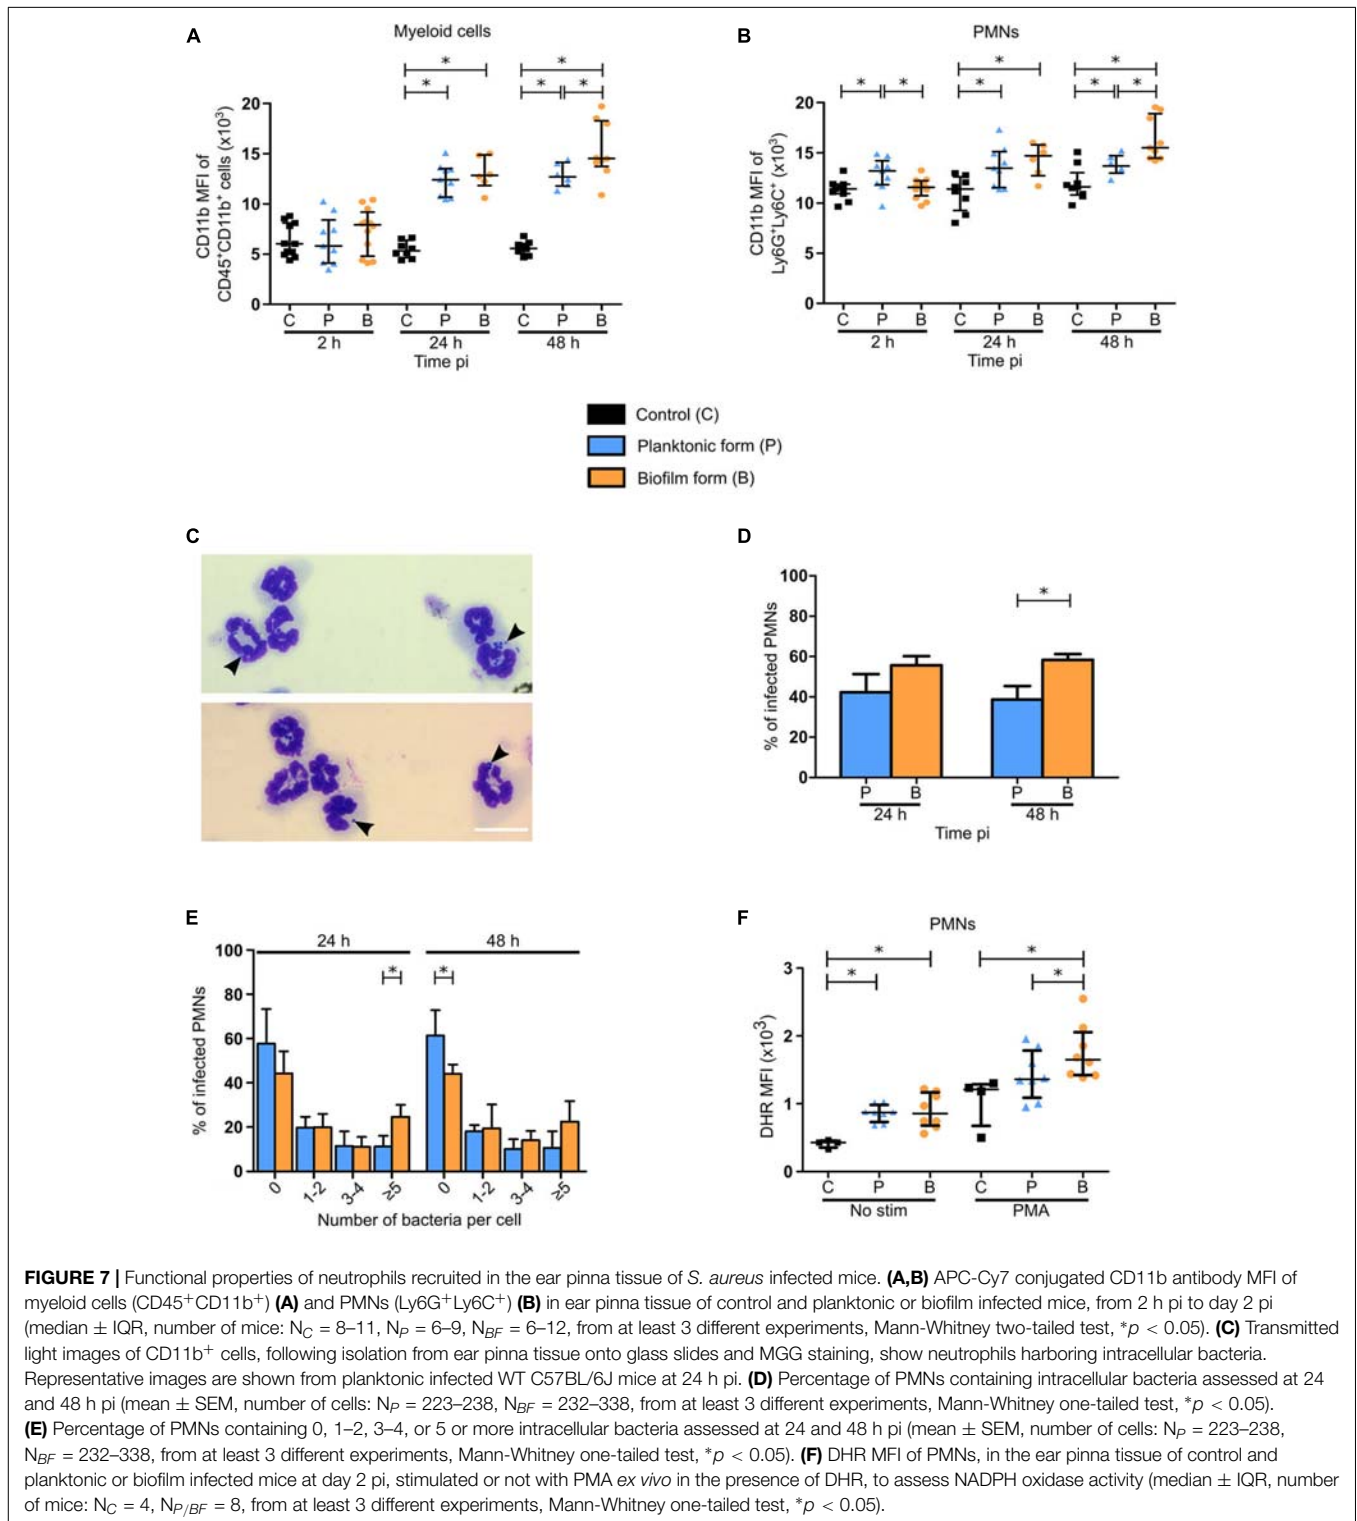 A
Myeloid cells
* *
* * *
CD11b MFI of
CD45+CD11b+ cells (x10³)
20
15
10
5
0
C P B C P B C P B
2 h 24 h 48 h
Time pi
B
PMNs
* *
* * * * *
CD11b MFI of
Ly6G+Ly6C+ (x10³)
20
15
10
5
0
C P B C P B C P B
2 h 24 h 48 h
Time pi
Control (C)
Planktonic form (P)
Biofilm form (B)
C
D
% of infected PMNs
100
80
60
40
20
0
*
P B P B
24 h 48 h
Time pi
E
24 h 48 h
% of infected PMNs
100
80
60
40
20
0
* *
0 1-2 3-4 ≥5 0 1-2 3-4 ≥5
Number of bacteria per cell
F
PMNs
* *
* *
DHR MFI (x10³)
3
2
1
0
C P B C P B
No stim PMA
FIGURE 7 | Functional properties of neutrophils recruited in the ear pinna tissue of S. aureus infected mice. (A,B) APC-Cy7 conjugated CD11b antibody MFI of
myeloid cells (CD45+CD11b+) (A) and PMNs (Ly6G+Ly6C+) (B) in ear pinna tissue of control and planktonic or biofilm infected mice, from 2 h pi to day 2 pi
(median ± IQR, number of mice: NC = 8–11, NP = 6–9, NBF = 6–12, from at least 3 different experiments, Mann-Whitney two-tailed test, *p < 0.05). (C) Transmitted
light images of CD11b+ cells, following isolation from ear pinna tissue onto glass slides and MGG staining, show neutrophils harboring intracellular bacteria.
Representative images are shown from planktonic infected WT C57BL/6J mice at 24 h pi. (D) Percentage of PMNs containing intracellular bacteria assessed at 24
and 48 h pi (mean ± SEM, number of cells: NP = 223–238, NBF = 232–338, from at least 3 different experiments, Mann-Whitney one-tailed test, *p < 0.05).
(E) Percentage of PMNs containing 0, 1–2, 3–4, or 5 or more intracellular bacteria assessed at 24 and 48 h pi (mean ± SEM, number of cells: NP = 223–238,
NBF = 232–338, from at least 3 different experiments, Mann-Whitney one-tailed test, *p < 0.05). (F) DHR MFI of PMNs, in the ear pinna tissue of control and
planktonic or biofilm infected mice at day 2 pi, stimulated or not with PMA ex vivo in the presence of DHR, to assess NADPH oxidase activity (median ± IQR, number
of mice: NC = 4, NP/BF = 8, from at least 3 different experiments, Mann-Whitney one-tailed test, *p < 0.05).